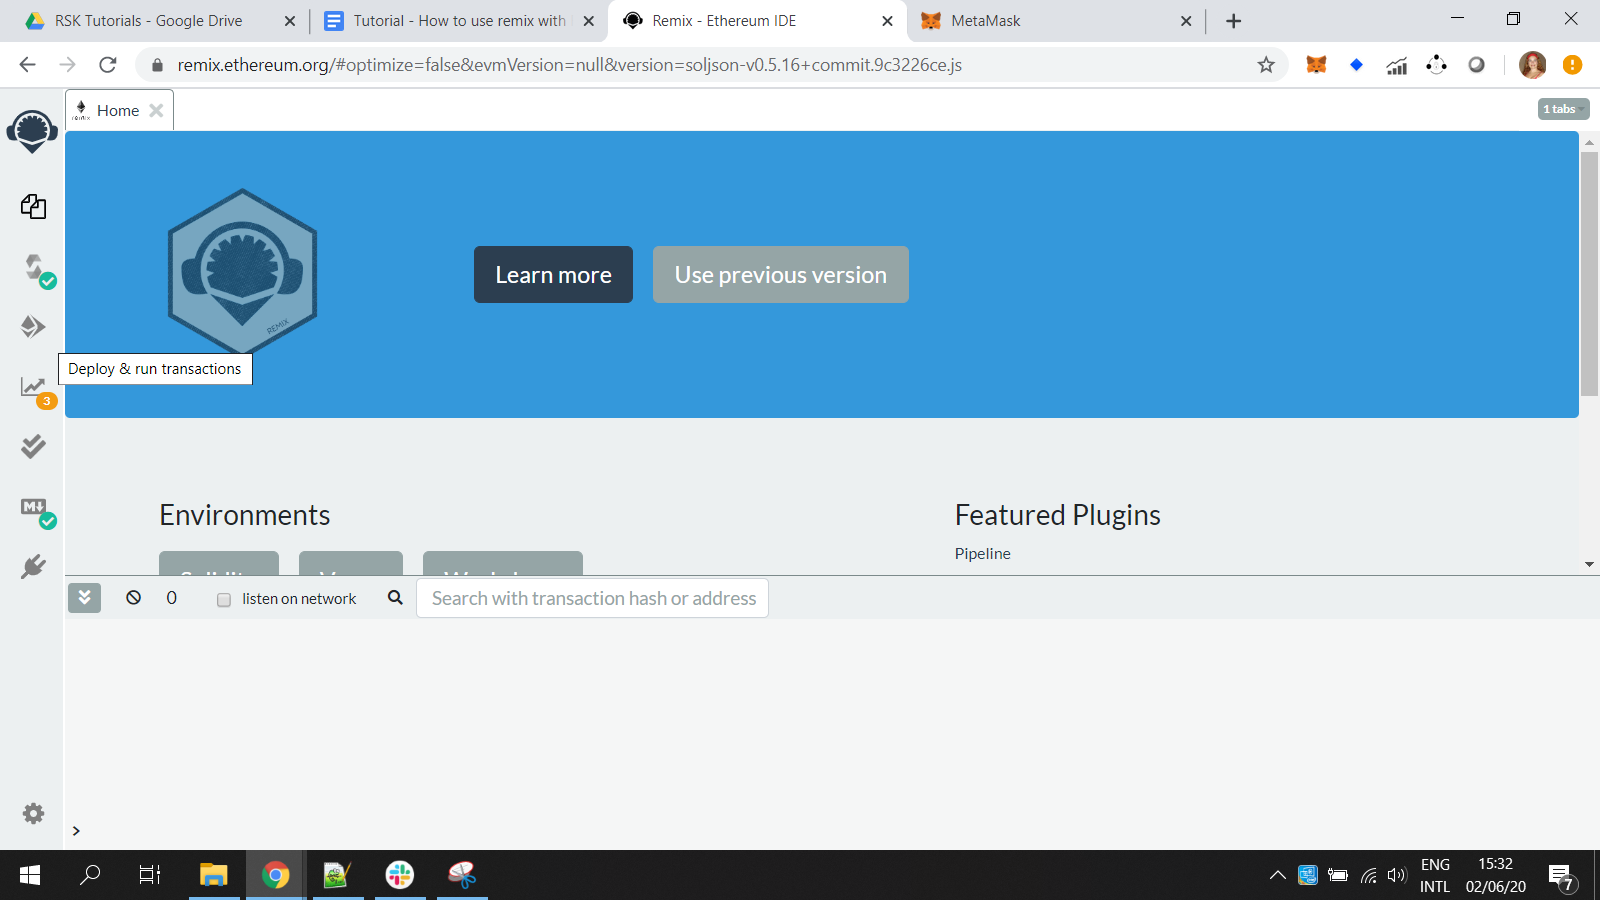 RSK Tutorials - Google Drive
Tutorial - How to use remix with
Remix - Ethereum IDE
MetaMask
remix.ethereum.org/#optimize=false&evmVersion=null&version=soljson-v0.5.16+commit.9c3226ce.js
Home
1 tabs
REMIX
Learn more
Use previous version
Deploy & run transactions
3
Environments
Featured Plugins
Pipeline
M
0
listen on network
Search with transaction hash or address
>
ENG
INTL
15:32
02/06/20
7